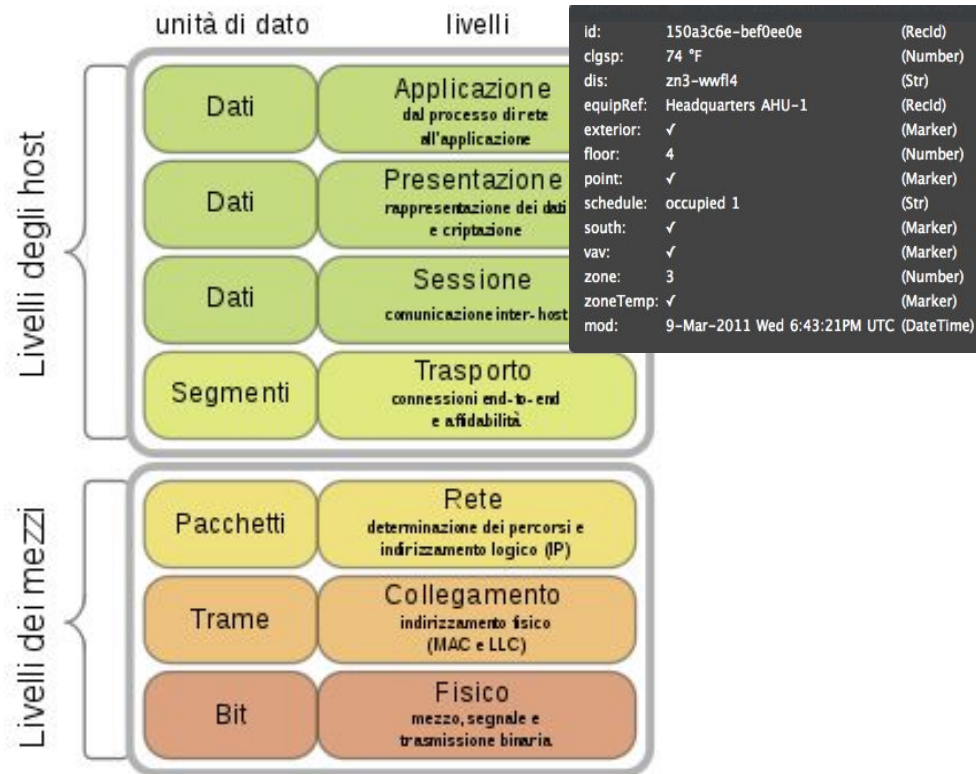 unità di dato
livelli
Livelli degli host
Dati
Applicazione
dal processo di rete
all'applicazione
Dati
Presentazione
rappresentazione dei dati
e criptazione
Dati
Sessione
comunicazione inter-host
Segmenti
Trasporto
connessioni end-to-end
e affidabilità
Livelli dei mezzi
Pacchetti
Rete
determinazione dei percorsi e
indirizzamento logico (IP)
Trame
Collegamento
indirizzamento fisico
(MAC e LLC)
Bit
Fisico
mezzo, segnale e
trasmissione binaria
id: 150a3c6e-bef0ee0e (RecId)
clgsp: 74 °F (Number)
dis: zn3-wwfl4 (Str)
equipRef: Headquarters AHU-1 (RecId)
exterior: ✓ (Marker)
floor: 4 (Number)
point: ✓ (Marker)
schedule: occupied 1 (Str)
south: ✓ (Marker)
vav: ✓ (Marker)
zone: 3 (Number)
zoneTemp: ✓ (Marker)
mod: 9-Mar-2011 Wed 6:43:21PM UTC (DateTime)